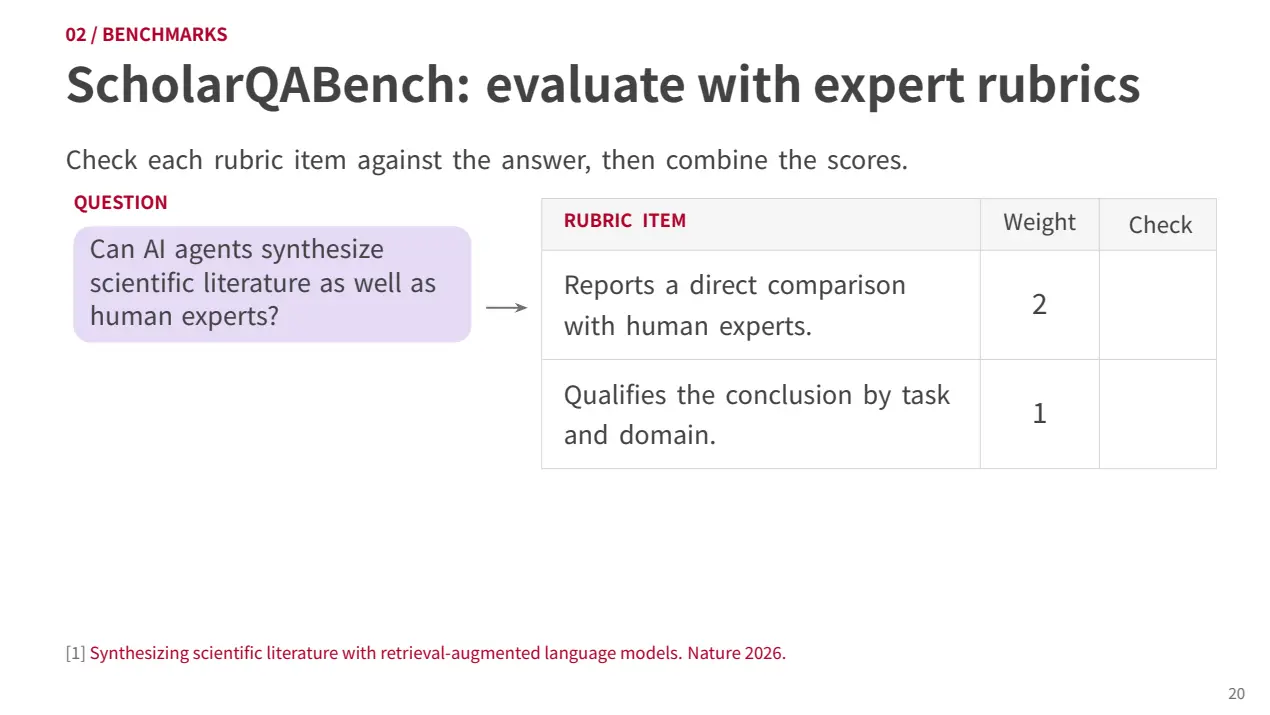 02 / BENCHMARKS
ScholarQABench: evaluate with expert rubrics
Check each rubric item against the answer, then combine the scores.
QUESTION
Can AI agents synthesize
scientific literature as well as
human experts?
RUBRIC ITEM
Weight
Check
Reports a direct comparison
with human experts.
2
Qualifies the conclusion by task
and domain.
1
[1] Synthesizing scientific literature with retrieval-augmented language models. Nature 2026.
20